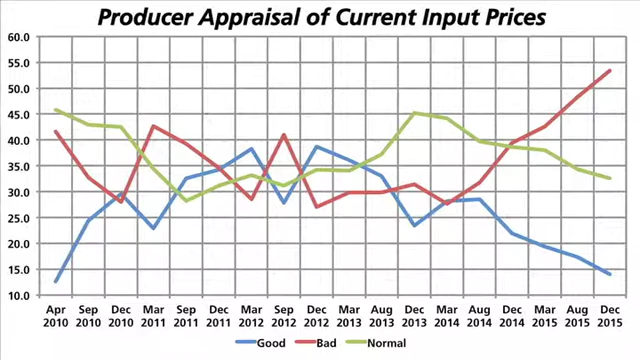 Producer Appraisal of Current Input Prices
60.0
55.0
50.0
45.0
40.0
35.0
30.0
25.0
20.0
15.0
10.0
Apr Sep Dec Mar Sep Dec Mar Sep Dec Mar Aug Dec Mar Aug Dec Mar Aug Dec
2010 2010 2010 2011 2011 2011 2012 2012 2012 2013 2013 2013 2014 2014 2014 2015 2015 2015
Good Bad Normal